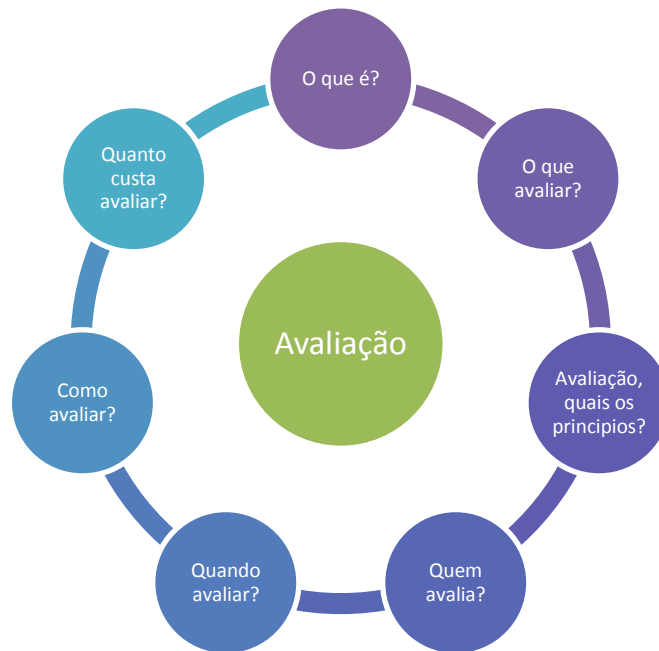 O que é?
O que
avaliar?
Avaliação,
quais os
principios?
Quem
avalia?
Quando
avaliar?
Como
avaliar?
Quanto
custa
avaliar?
Avaliação